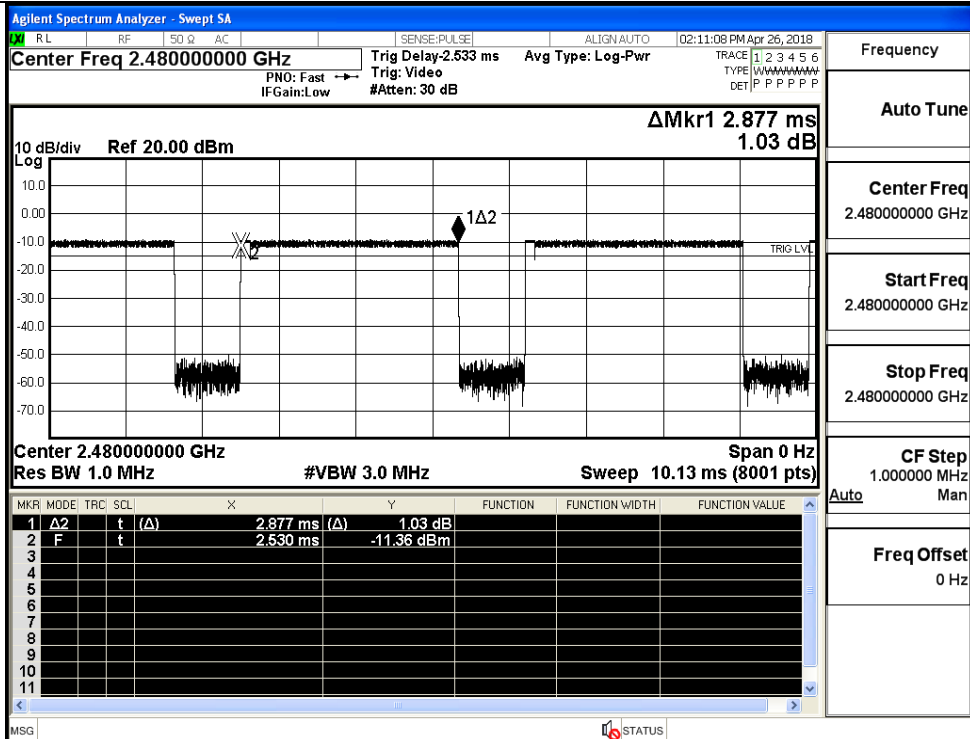 Agilent Spectrum Analyzer - Swept SA
LXI RL RF 50 Ω AC SENSE:PULSE ALIGN AUTO 02:11:08 PM Apr 26, 2018
Center Freq 2.480000000 GHz
PNO: Fast
IFGain:Low
Trig Delay-2.533 ms
Trig: Video
#Atten: 30 dB
Avg Type: Log-Pwr
TRACE 1 2 3 4 5 6
TYPE WWWWWW
DET P P P P P P
ΔMkr1 2.877 ms
1.03 dB
10 dB/div Ref 20.00 dBm
Log
10.0
0.00
-10.0
-20.0
-30.0
-40.0
-50.0
-60.0
-70.0
1Δ2
2
TRIG LVL
Center 2.480000000 GHz Span 0 Hz
Res BW 1.0 MHz #VBW 3.0 MHz Sweep 10.13 ms (8001 pts)
MKR MODE TRC SCL X Y FUNCTION FUNCTION WIDTH FUNCTION VALUE
1 Δ2 t (Δ) 2.877 ms (Δ) 1.03 dB
2 F t 2.530 ms -11.36 dBm
3
4
5
6
7
8
9
10
11
MSG STATUS
Frequency
Auto Tune
Center Freq
2.480000000 GHz
Start Freq
2.480000000 GHz
Stop Freq
2.480000000 GHz
CF Step
1.000000 MHz
Auto Man
Freq Offset
0 Hz